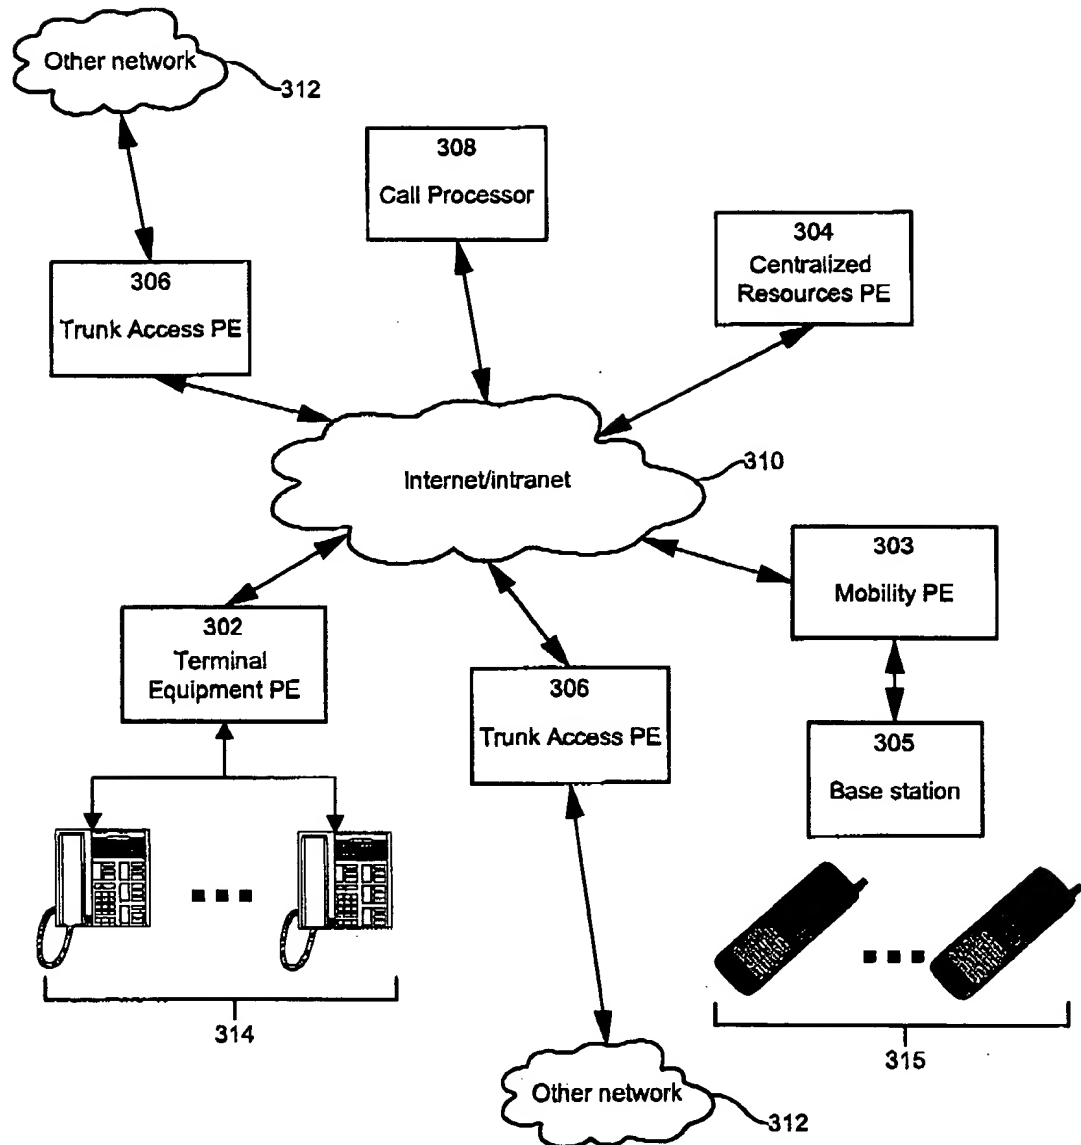 Other network
312
308
Call Processor
304
Centralized
Resources PE
306
Trunk Access PE
Internet/intranet
310
303
Mobility PE
302
Terminal
Equipment PE
306
Trunk Access PE
305
Base station
314
315
Other network
312